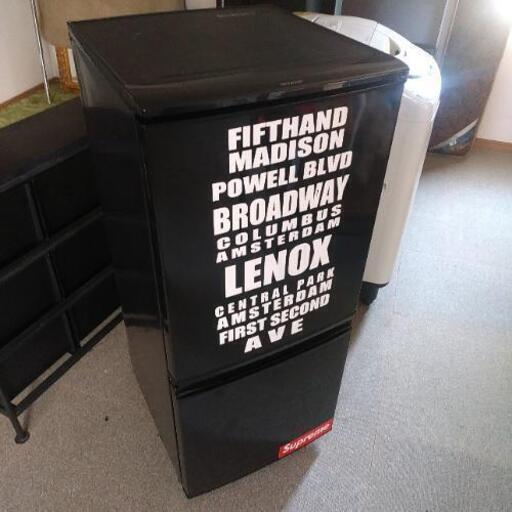 FIFTHAND
MADISON
POWELL BLVD
BROADWAY
COLUMBUS
AMSTERDAM
LENOX
CENTRAL PARK
AMSTERDAM
FIRST SECOND
AVE
Supreme